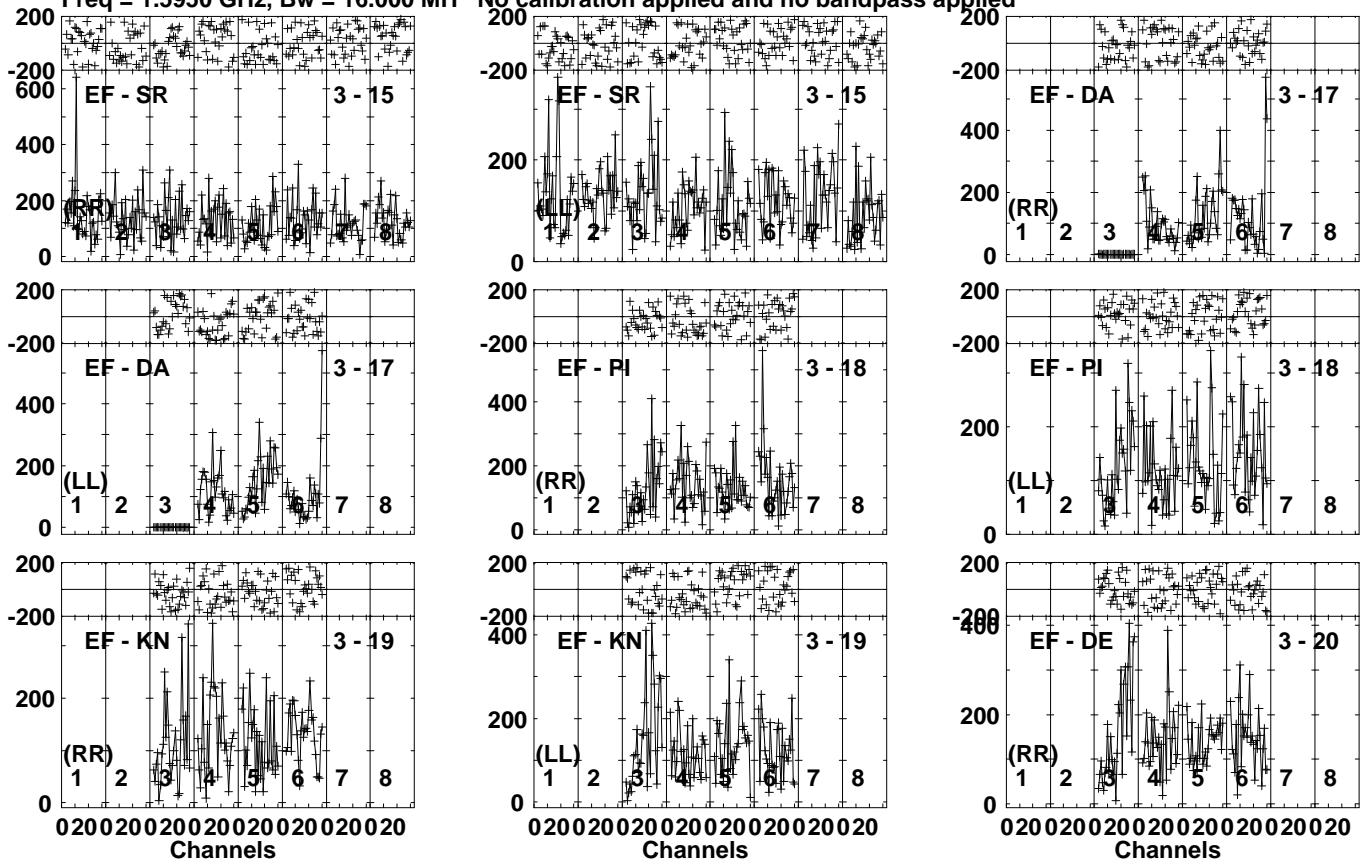 Freq = 1.5950 GHz, Bw = 16.000 MH No calibration applied and no bandpass applied
200
-200
EF - SR 3 - 15
600
400
200
0
(RR)
1 2 3 4 5 6 7 8
200
-200
EF - SR 3 - 15
200
0
(LL)
1 2 3 4 5 6 7 8
200
-200
EF - DA 3 - 17
400
200
0
(RR)
1 2 3 4 5 6 7 8
200
-200
EF - DA 3 - 17
400
200
0
(LL)
1 2 3 4 5 6 7 8
200
-200
EF - PI 3 - 18
400
200
0
(RR)
1 2 3 4 5 6 7 8
200
-200
EF - PI 3 - 18
200
0
(LL)
1 2 3 4 5 6 7 8
200
-200
EF - KN 3 - 19
200
0
(RR)
1 2 3 4 5 6 7 8
020020020020020020020020
Channels
200
-200
EF - KN 3 - 19
400
200
0
(LL)
1 2 3 4 5 6 7 8
020020020020020020020020
Channels
200
-200
400
EF - DE 3 - 20
200
0
(RR)
1 2 3 4 5 6 7 8
020020020020020020020020
Channels